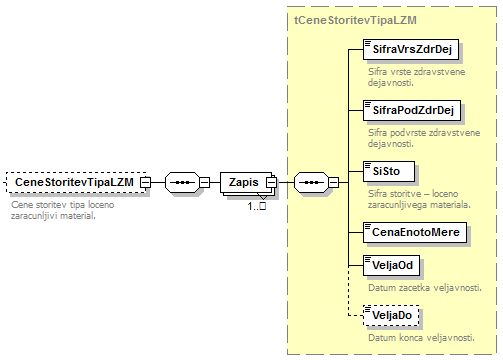 tCeneStoritevTipaLZM
SifraVrsZdrDej
Sifra vrste zdravstvene
dejavnosti.
SifraPodZdrDej
Sifra podvrste zdravstvene
dejavnosti.
CeneStoritevTipaLZM
Cene storitev tipa loceno
zaracunljivi material.
Zapis
1..
SiSto
Sifra storitve – loceno
zaracunljivega materiala.
CenaEnotoMere
VeljaOd
Datum zacetka veljavnosti.
VeljaDo
Datum konca veljavnosti.